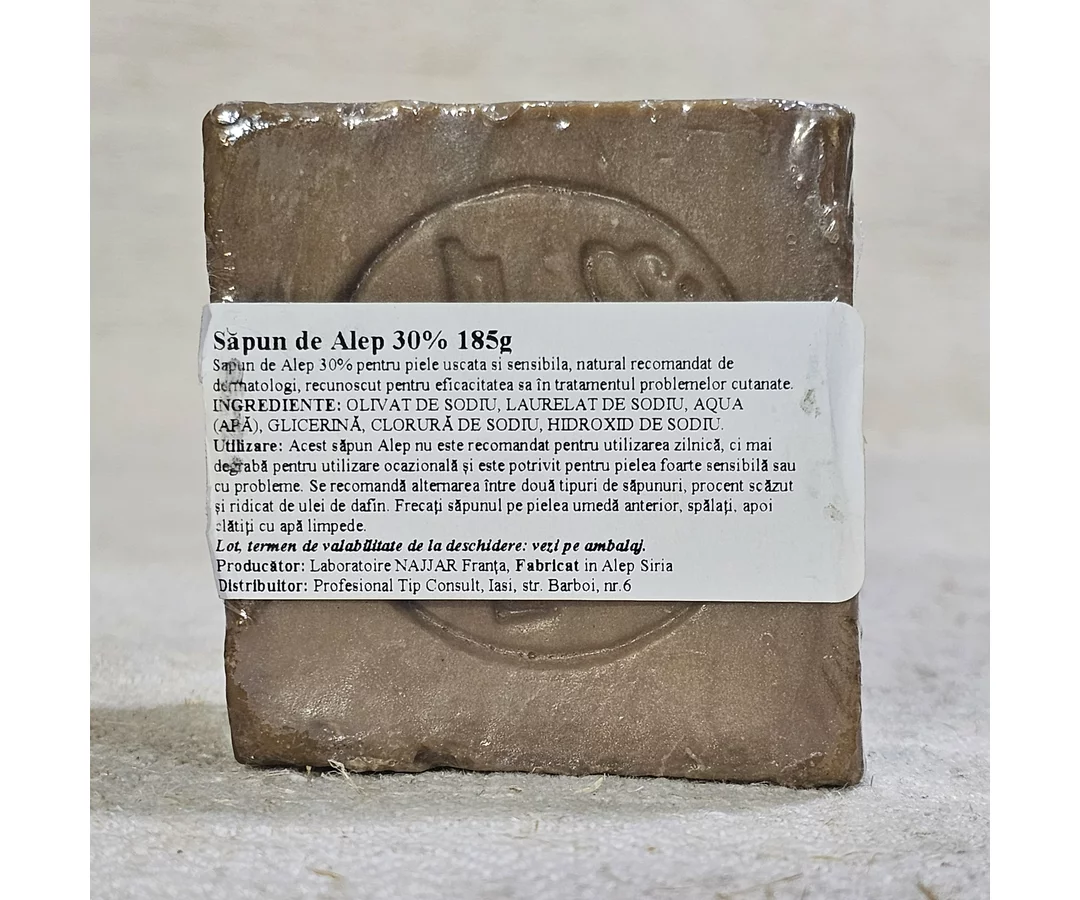 Săpun de Alep 30% 185g
Sapun de Alep 30% pentru piele uscata si sensibila, natural recomandat de
dermatologi, recunoscut pentru eficacitatea sa în tratamentul problemelor cutanate.
INGREDIENTE: OLIVAT DE SODIU, LAURELAT DE SODIU, AQUA
(APĂ), GLICERINĂ, CLORURĂ DE SODIU, HIDROXID DE SODIU.
Utilizare: Acest săpun Alep nu este recomandat pentru utilizarea zilnică, ci mai
degrabă pentru utilizare ocazională și este potrivit pentru pielea foarte sensibilă sau
cu probleme. Se recomandă alternarea între două tipuri de săpunuri, procent scăzut
și ridicat de ulei de dafin. Frecați săpunul pe pielea umedă anterior, spălați, apoi
clătiți cu apă limpede.
Lot, termen de valabilitate de la deschidere: vezi pe ambalaj.
Producător: Laboratoire NAJJAR Franța, Fabricat in Alep Siria
Distribuitor: Profesional Tip Consult, Iasi, str. Barboi, nr.6